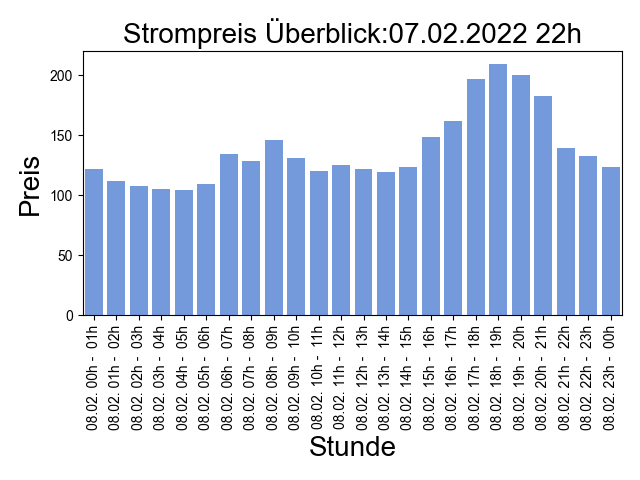 Strompreis Überblick:07.02.2022 22h
Preis
200
150
100
50
0
08.02. 00h - 01h
08.02. 01h - 02h
08.02. 02h - 03h
08.02. 03h - 04h
08.02. 04h - 05h
08.02. 05h - 06h
08.02. 06h - 07h
08.02. 07h - 08h
08.02. 08h - 09h
08.02. 09h - 10h
08.02. 10h - 11h
08.02. 11h - 12h
08.02. 12h - 13h
08.02. 13h - 14h
08.02. 14h - 15h
08.02. 15h - 16h
08.02. 16h - 17h
08.02. 17h - 18h
08.02. 18h - 19h
08.02. 19h - 20h
08.02. 20h - 21h
08.02. 21h - 22h
08.02. 22h - 23h
08.02. 23h - 00h
Stunde